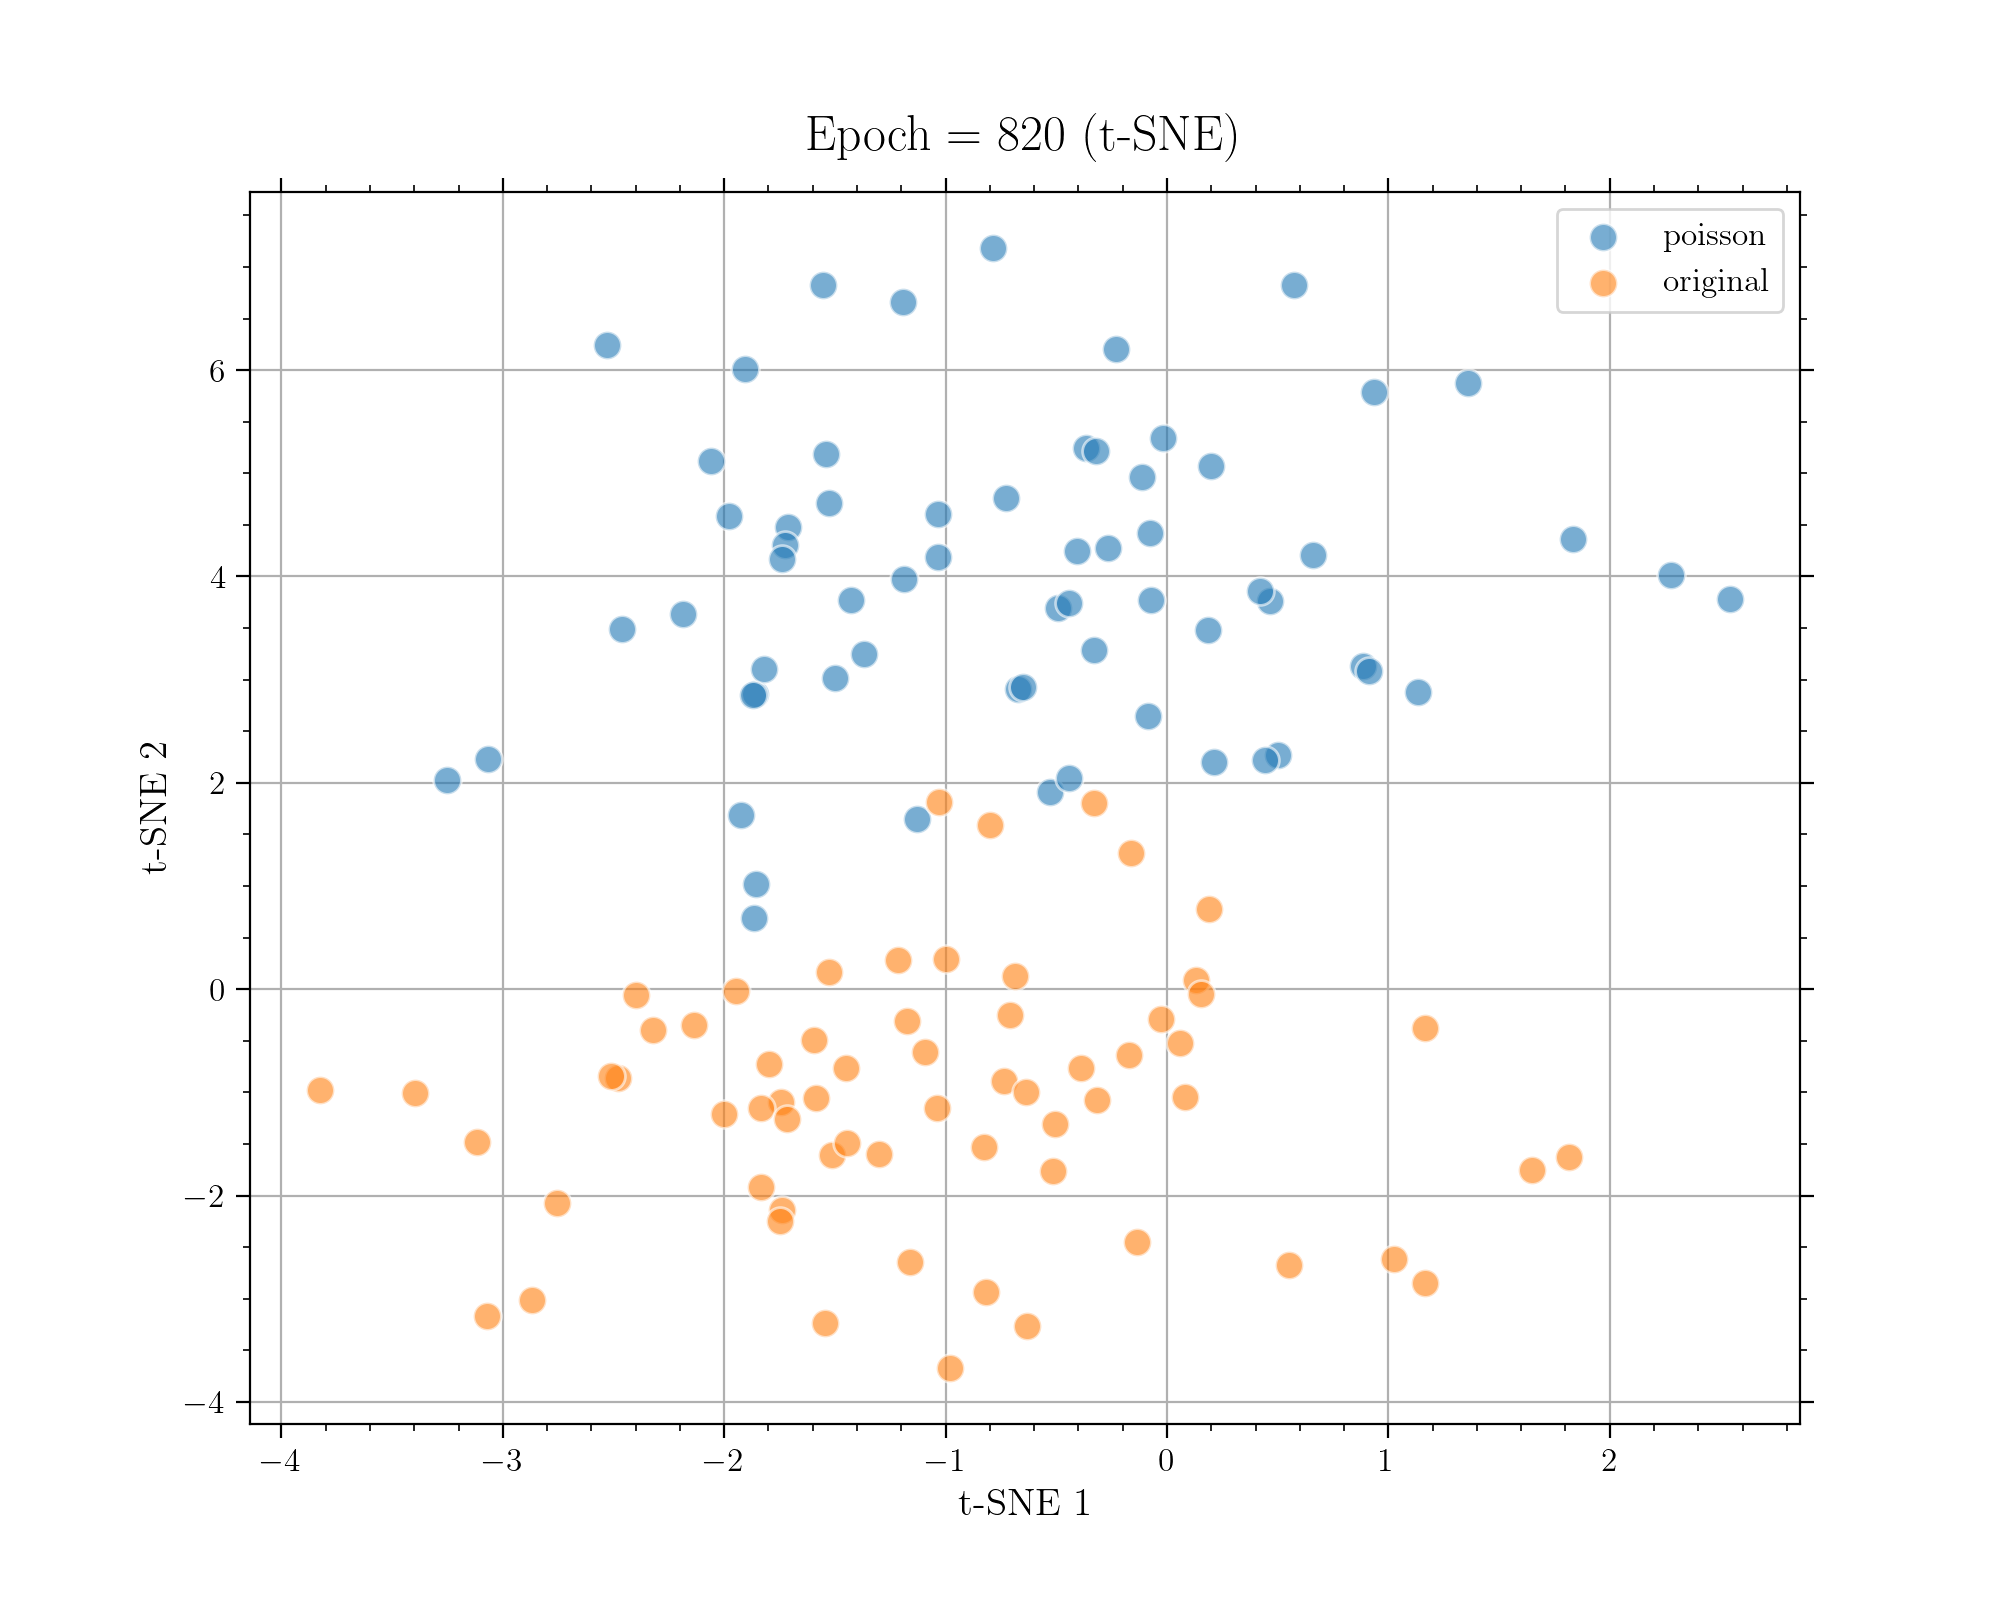 Epoch = 820 (t-SNE)
poisson
original
6
4
2
0
−2
−4
t-SNE 2
−4 −3 −2 −1 0 1 2
t-SNE 1